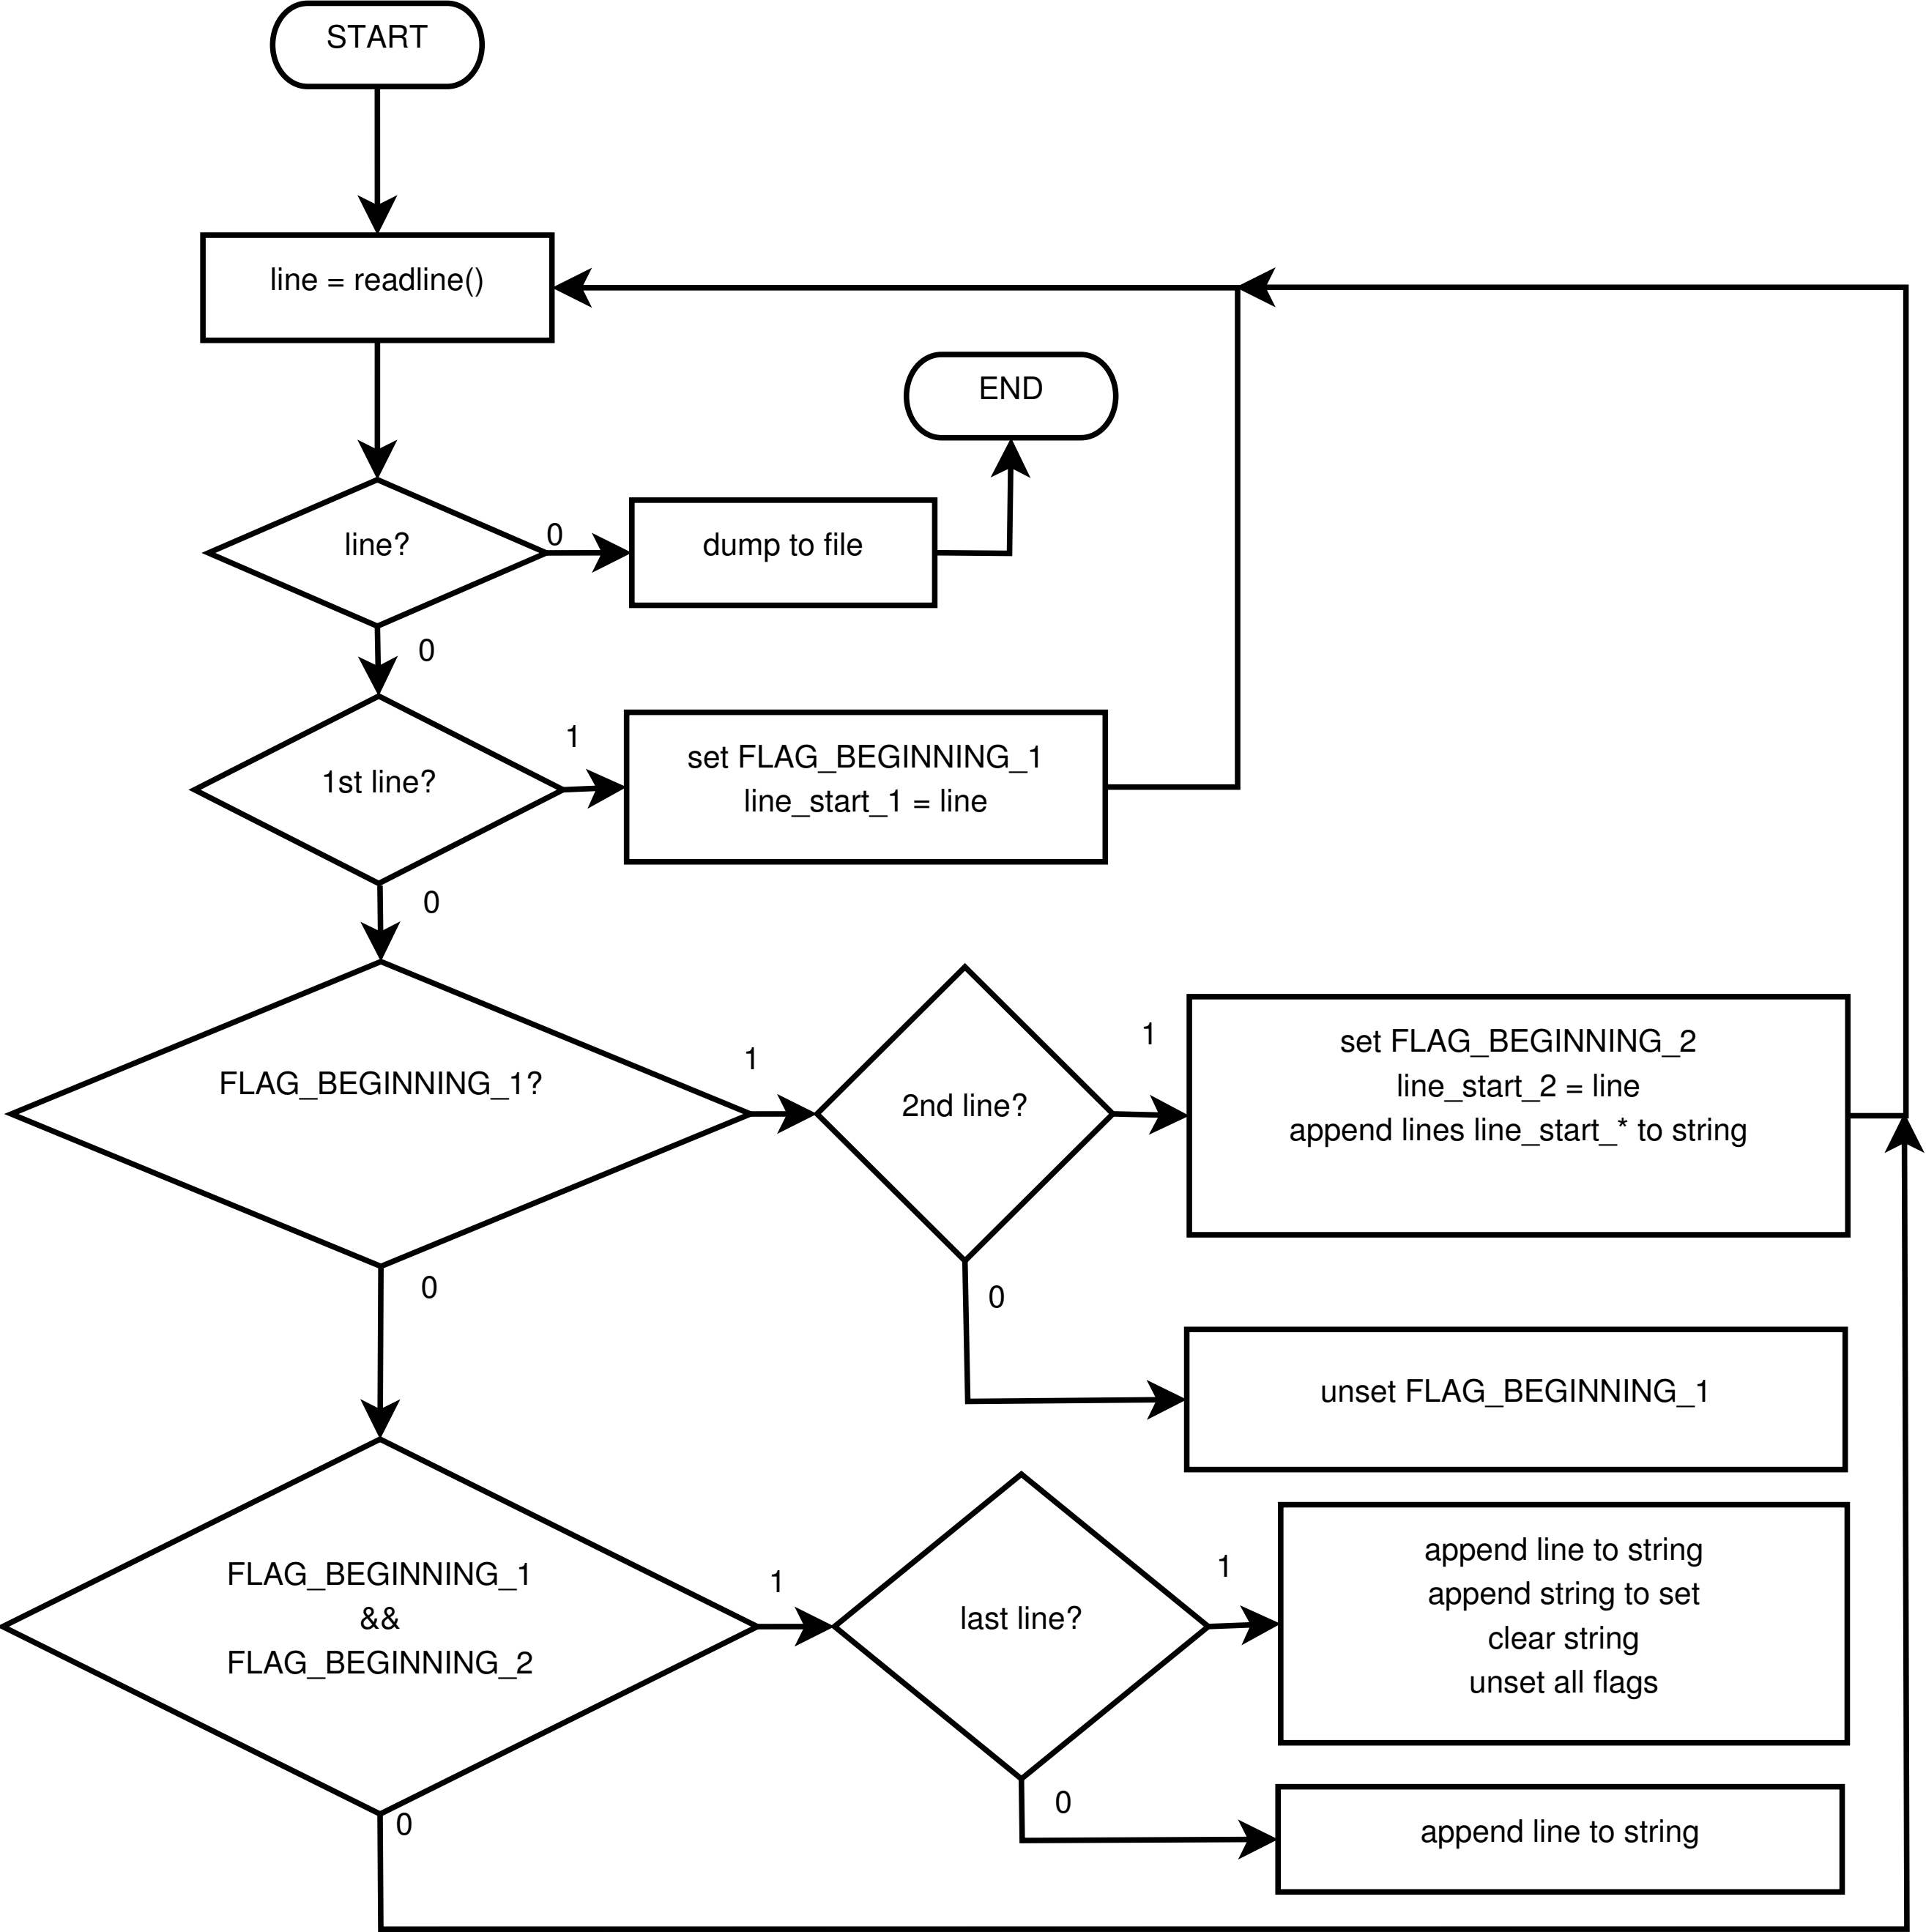 START
line = readline()
END
line?
0
dump to file
0
1st line?
1
set FLAG_BEGINNING_1
line_start_1 = line
0
FLAG_BEGINNING_1?
1
2nd line?
1
set FLAG_BEGINNING_2
line_start_2 = line
append lines line_start_* to string
0
0
unset FLAG_BEGINNING_1
FLAG_BEGINNING_1
&&
FLAG_BEGINNING_2
1
last line?
1
append line to string
append string to set
clear string
unset all flags
0
0
append line to string